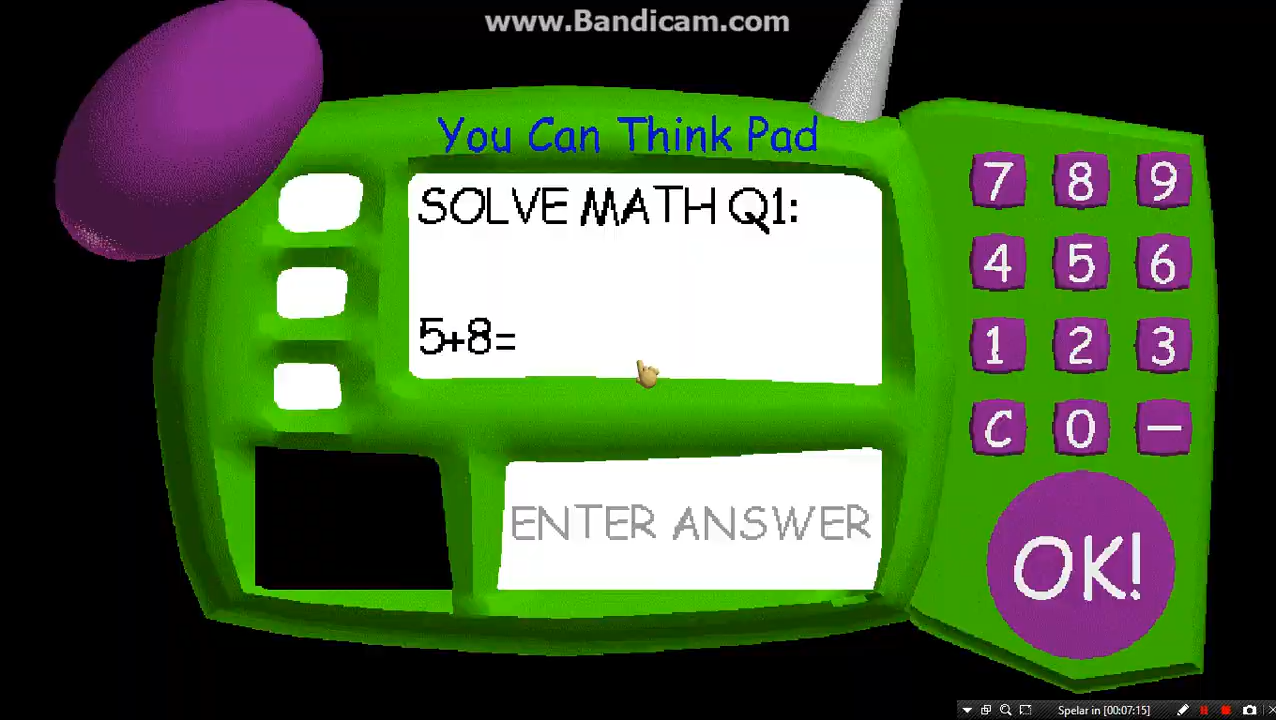 www.Bandicam.com
You Can Think Pad
SOLVE MATH Q1:
5+8=
ENTER ANSWER
7 8 9
4 5 6
1 2 3
C 0 —
OK!
Spelar in [00:07:15]